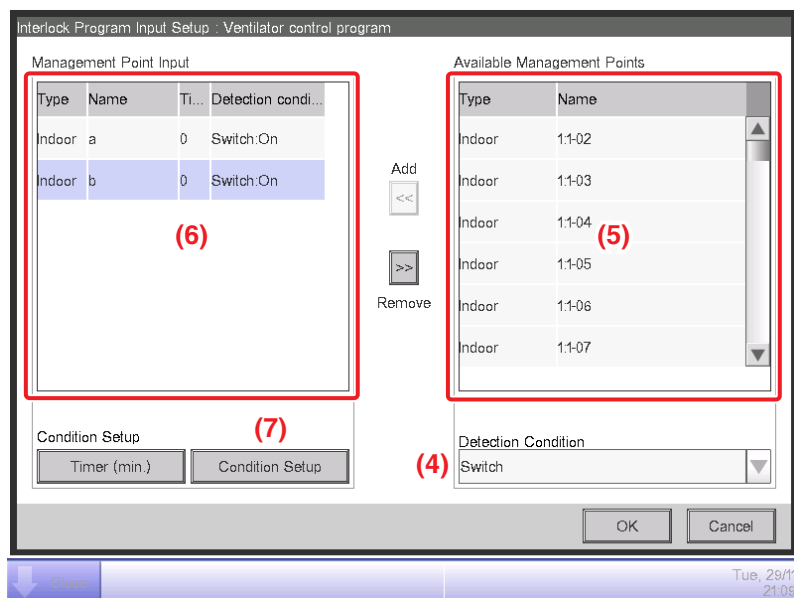 Interlock Program Input Setup : Ventilator control program
Management Point Input
Available Management Points
Type Name Ti... Detection condi...
Indoor a 0 Switch:On
Indoor b 0 Switch:On
(6)
Add
<<
>>
Remove
Type Name
Indoor 1:1-02
Indoor 1:1-03
Indoor 1:1-04
(5)
Indoor 1:1-05
Indoor 1:1-06
Indoor 1:1-07
Condition Setup
(7)
Timer (min.)
Condition Setup
Detection Condition
(4)
Switch
OK
Cancel
Tue, 29/1
21:09